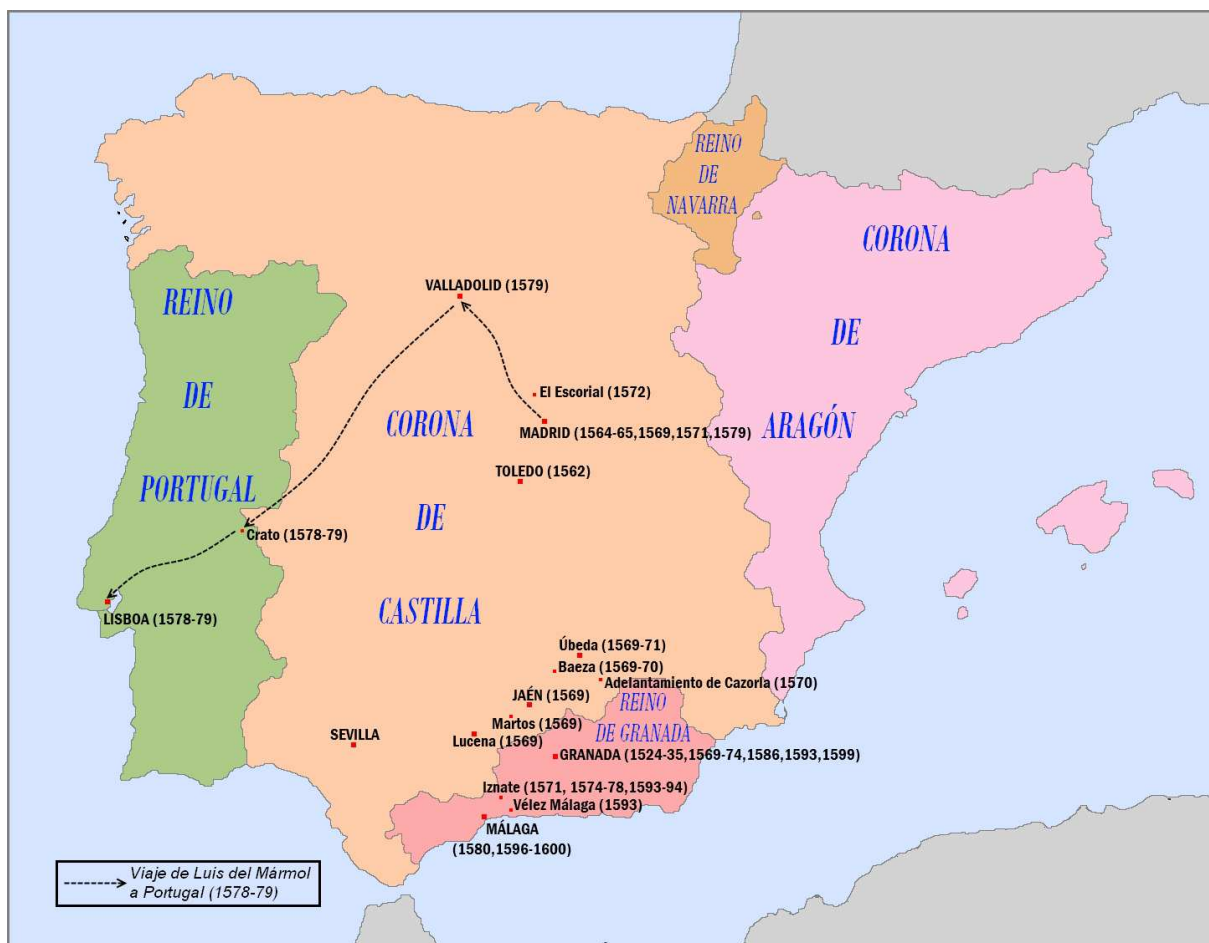 REINO
DE
NAVARRA
CORONA
DE
ARAGÓN
REINO
DE
PORTUGAL
VALLADOLID (1579)
El Escorial (1572)
MADRID (1564-65,1569,1571,1579)
CORONA
DE
CASTILLA
TOLEDO (1562)
Crato (1578-79)
LISBOA (1578-79)
Úbeda (1569-71)
Baeza (1569-70)
Adelantamiento de Cazorla (1570)
JAÉN (1569)
Martos (1569)
Lucena (1569)
SEVILLA
REINO
DE GRANADA
GRANADA (1524-35,1569-74,1586,1593,1599)
Iznate (1571, 1574-78,1593-94)
Vélez Málaga (1593)
MÁLAGA
(1580,1596-1600)
Viaje de Luis del Mármol
a Portugal (1578-79)